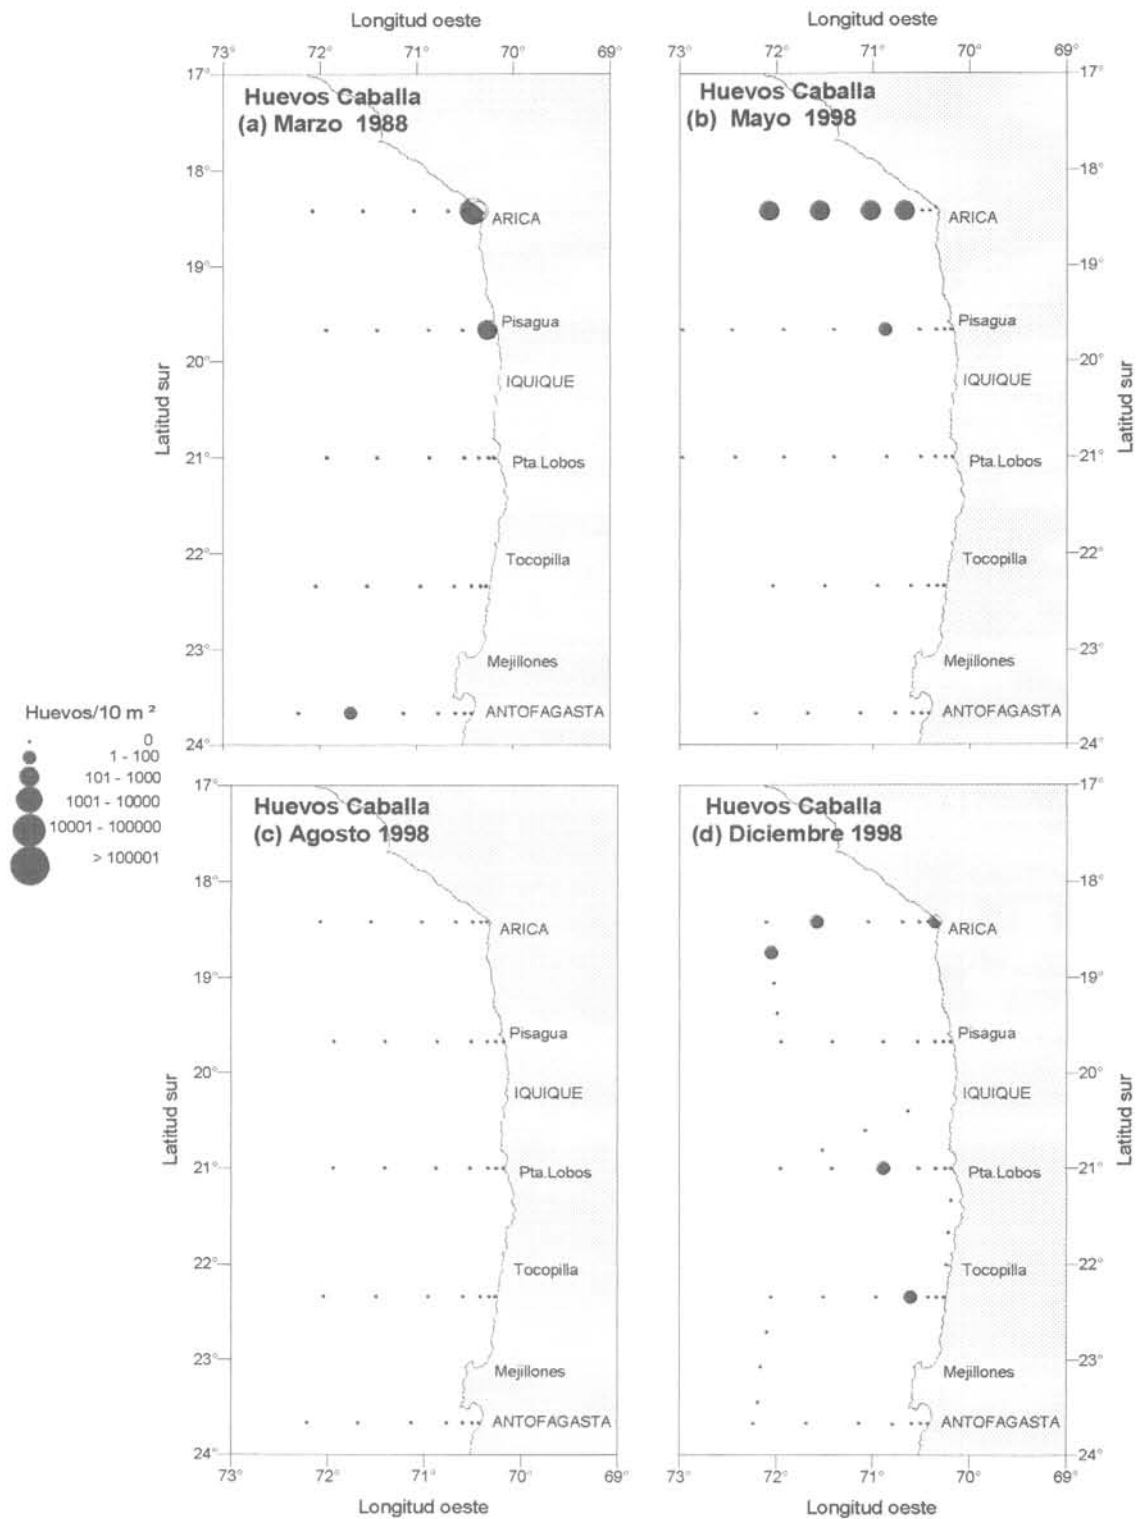 Longitud oeste
Longitud oeste
73° 72° 71° 70° 69°
73° 72° 71° 70° 69°
Huevos Caballa
(a) Marzo 1988
17°
18°
19°
20°
21°
22°
23°
24°
Latitud sur
ARICA
Pisagua
IQUIQUE
Pta.Lobos
Tocopilla
Mejillones
ANTOFAGASTA
Huevos Caballa
(b) Mayo 1998
ARICA
Pisagua
IQUIQUE
Pta.Lobos
Tocopilla
Mejillones
ANTOFAGASTA
17°
18°
19°
20°
21°
22°
23°
24°
Latitud sur
Huevos/10 m ²
0
1 - 100
101 - 1000
1001 - 10000
10001 - 100000
> 100001
Huevos Caballa
(c) Agosto 1998
17°
18°
19°
20°
21°
22°
23°
24°
Latitud sur
ARICA
Pisagua
IQUIQUE
Pta.Lobos
Tocopilla
Mejillones
ANTOFAGASTA
Huevos Caballa
(d) Diciembre 1998
ARICA
Pisagua
IQUIQUE
Pta.Lobos
Tocopilla
Mejillones
ANTOFAGASTA
17°
18°
19°
20°
21°
22°
23°
24°
Latitud sur
73° 72° 71° 70° 69°
73° 72° 71° 70° 69°
Longitud oeste
Longitud oeste